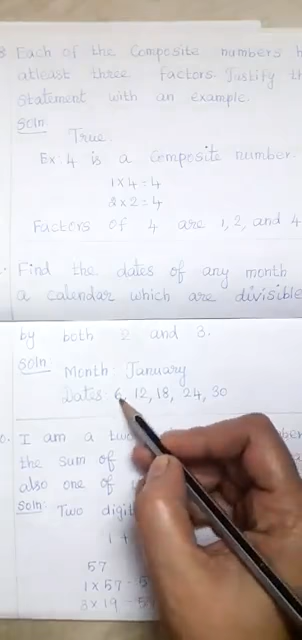 Each of the Composite numbers
atleast three factors. Justify
Statement with an example.
Soln
True.
Ex: 4 is a Composite number.
1 x 4 = 4
2 x 2 = 4
Factors of 4 are 1, 2, and 4
Find the dates of any month
a calendar which are divisible
by both 2 and 3.
Soln
Month: January
Dates: 6, 12, 18, 24, 30
I am a
the sum of
also one of
Soln: Two
1 +
57
1 x 57
3 x 19